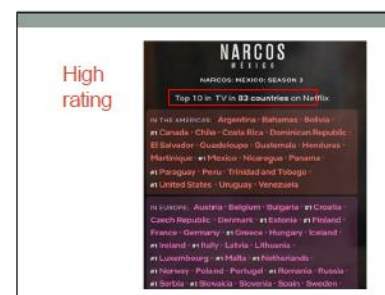 High
rating
NARCOS
MÉXICO
NARCOS: MEXICO: SEASON 3
Top 10 in TV in 83 countries on Netflix
IN THE AMERICAS: Argentina · Bahamas · Bolivia ·
#1 Canada · Chile · Costa Rica · Dominican Republic ·
El Salvador · Guadeloupe · Guatemala · Honduras ·
Martinique · #1 Mexico · Nicaragua · Panama ·
#1 Paraguay · Peru · Trinidad and Tobago ·
#1 United States · Uruguay · Venezuela
IN EUROPE: Austria · Belgium · Bulgaria · #1 Croatia ·
Czech Republic · Denmark · #1 Estonia · #1 Finland ·
France · Germany · #1 Greece · Hungary · Iceland ·
#1 Ireland · #1 Italy · Latvia · Lithuania ·
#1 Luxembourg · #1 Malta · #1 Netherlands ·
#1 Norway · Poland · Portugal · #1 Romania · Russia ·
#1 Serbia · #1 Slovakia · Slovenia · Spain · Sweden ·